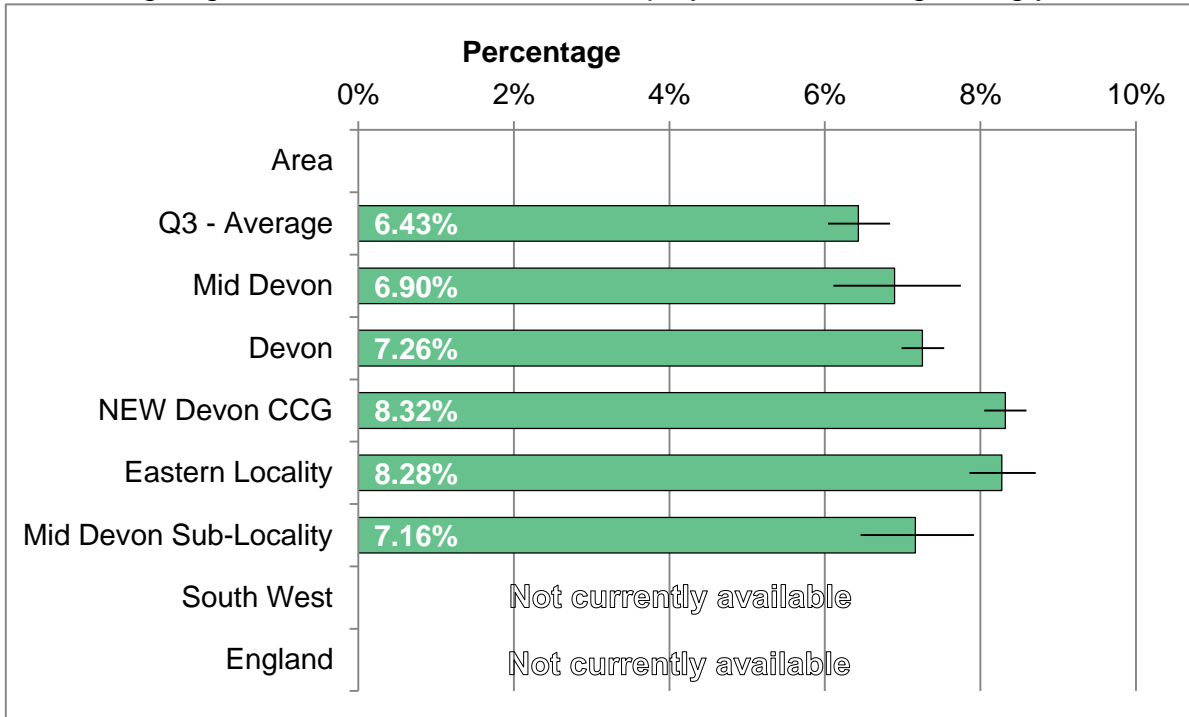 Percentage
0% 2% 4% 6% 8% 10%
Area
Q3 - Average 6.43%
Mid Devon 6.90%
Devon 7.26%
NEW Devon CCG 8.32%
Eastern Locality 8.28%
Mid Devon Sub-Locality 7.16%
South West Not currently available
England Not currently available